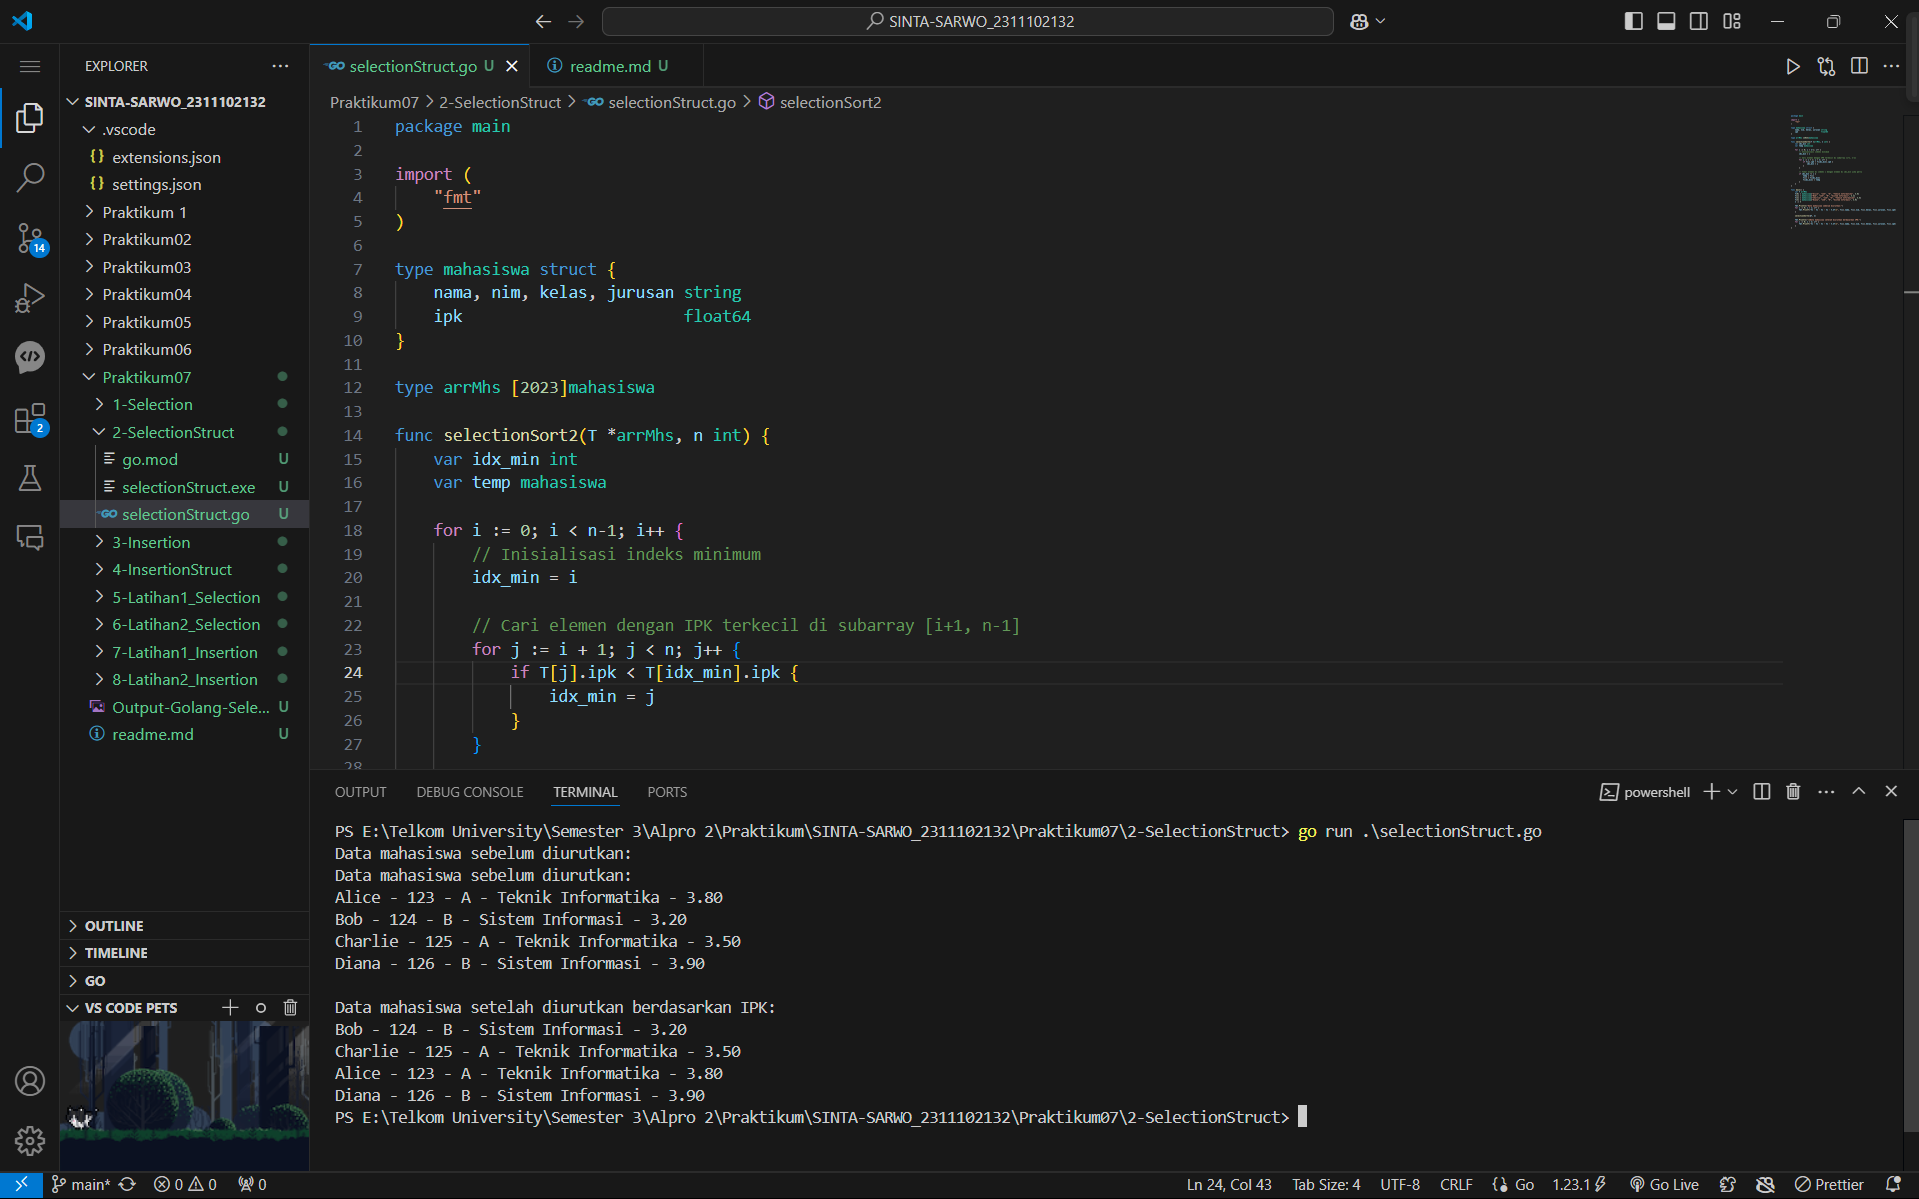 SINTA-SARWO_2311102132
EXPLORER
SINTA-SARWO_2311102132
.vscode
{} extensions.json
{} settings.json
Praktikum 1
Praktikum02
Praktikum03
Praktikum04
Praktikum05
Praktikum06
Praktikum07
1-Selection
2-SelectionStruct
go.mod U
selectionStruct.exe U
GO selectionStruct.go U
3-Insertion
4-InsertionStruct
5-Latihan1_Selection
6-Latihan2_Selection
7-Latihan1_Insertion
8-Latihan2_Insertion
Output-Golang-Sele... U
readme.md U
14
2
OUTLINE
TIMELINE
GO
VS CODE PETS
GO selectionStruct.go U
readme.md U
Praktikum07 > 2-SelectionStruct > GO selectionStruct.go > selectionSort2
1 package main
2
3 import (
4 "fmt"
5 )
6
7 type mahasiswa struct {
8 nama, nim, kelas, jurusan string
9 ipk float64
10 }
11
12 type arrMhs [2023]mahasiswa
13
14 func selectionSort2(T *arrMhs, n int) {
15 var idx_min int
16 var temp mahasiswa
17
18 for i := 0; i < n-1; i++ {
19 // Inisialisasi indeks minimum
20 idx_min = i
21
22 // Cari elemen dengan IPK terkecil di subarray [i+1, n-1]
23 for j := i + 1; j < n; j++ {
24 if T[j].ipk < T[idx_min].ipk {
25 idx_min = j
26 }
27 }
28
OUTPUT DEBUG CONSOLE TERMINAL PORTS
powershell
PS E:\Telkom University\Semester 3\Alpro 2\Praktikum\SINTA-SARWO_2311102132\Praktikum07\2-SelectionStruct> go run .\selectionStruct.go
Data mahasiswa sebelum diurutkan:
Data mahasiswa sebelum diurutkan:
Alice - 123 - A - Teknik Informatika - 3.80
Bob - 124 - B - Sistem Informasi - 3.20
Charlie - 125 - A - Teknik Informatika - 3.50
Diana - 126 - B - Sistem Informasi - 3.90
Data mahasiswa setelah diurutkan berdasarkan IPK:
Bob - 124 - B - Sistem Informasi - 3.20
Charlie - 125 - A - Teknik Informatika - 3.50
Alice - 123 - A - Teknik Informatika - 3.80
Diana - 126 - B - Sistem Informasi - 3.90
PS E:\Telkom University\Semester 3\Alpro 2\Praktikum\SINTA-SARWO_2311102132\Praktikum07\2-SelectionStruct>
main* 0 0 0 Ln 24, Col 43 Tab Size: 4 UTF-8 CRLF {} Go 1.23.1 Go Live Prettier